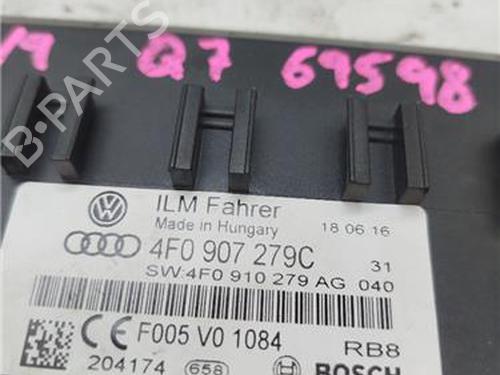 Q7 69598
ILM Fahrer
Made in Hungary 18 06 16
4F0 907 279C 31
SW:4F0 910 279 AG 040
CE F005 V0 1084 RB8
204174 658 BOSCH